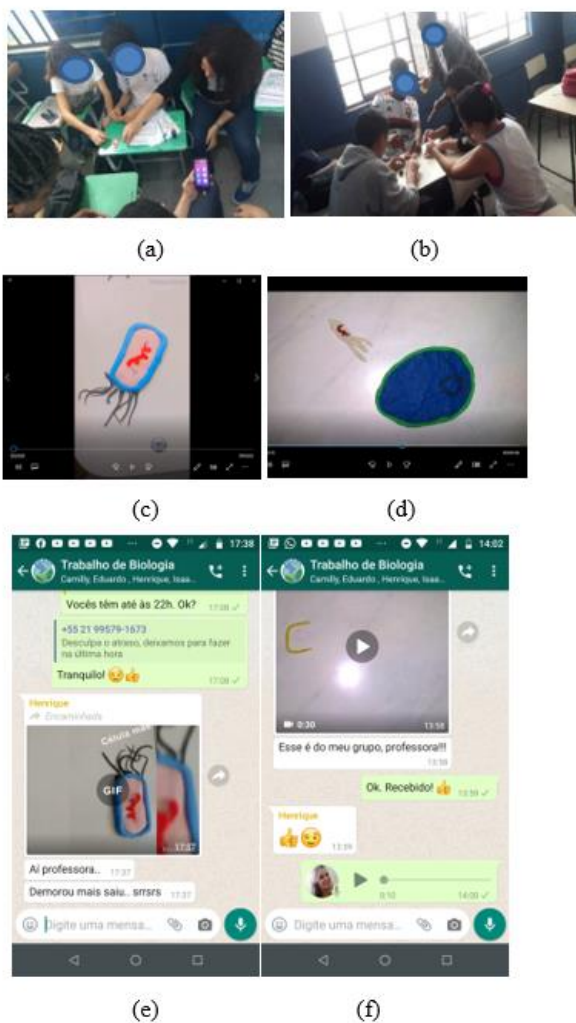 (a)
(b)
(c)
(d)
17:38
Trabalho de Biologia
Camilly, Eduardo , Henrique, Isaa...
Vocês têm até às 22h. Ok?
17:08
+55 21 99579-1673
Desculpa o atraso, deixamos para fazer
na última hora
Tranquilo! 😉👍
17:08
Henrique
Encaminhada
Célula mãe
GIF
17:37
Aí professora..
17:37
Demorou mais saiu.. srrsrs
17:37
Digite uma mensa...
(e)
14:02
Trabalho de Biologia
Camilly, Eduardo , Henrique, Isaa...
0:30
13:58
Esse é do meu grupo, professora!!!
13:58
Ok. Recebido! 👍
13:59
Henrique
👍😉
13:59
0:10
14:00
Digite uma mensa...
(f)